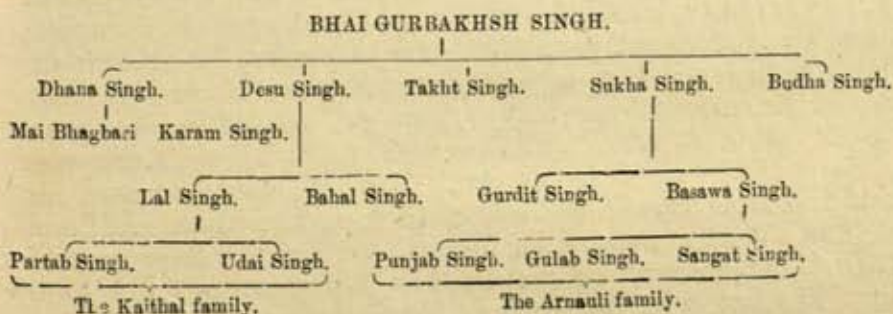 BHAI GURBAKHSH SINGH.
Dhana Singh. Desu Singh. Takht Singh. Sukha Singh. Budha Singh.
Mai Bhagbari Karam Singh.
Lal Singh. Bahal Singh. Gurdit Singh. Basawa Singh.
Partab Singh. Udai Singh. Punjab Singh. Gulab Singh. Sangat Singh.
The Kaithal family. The Arnauli family.